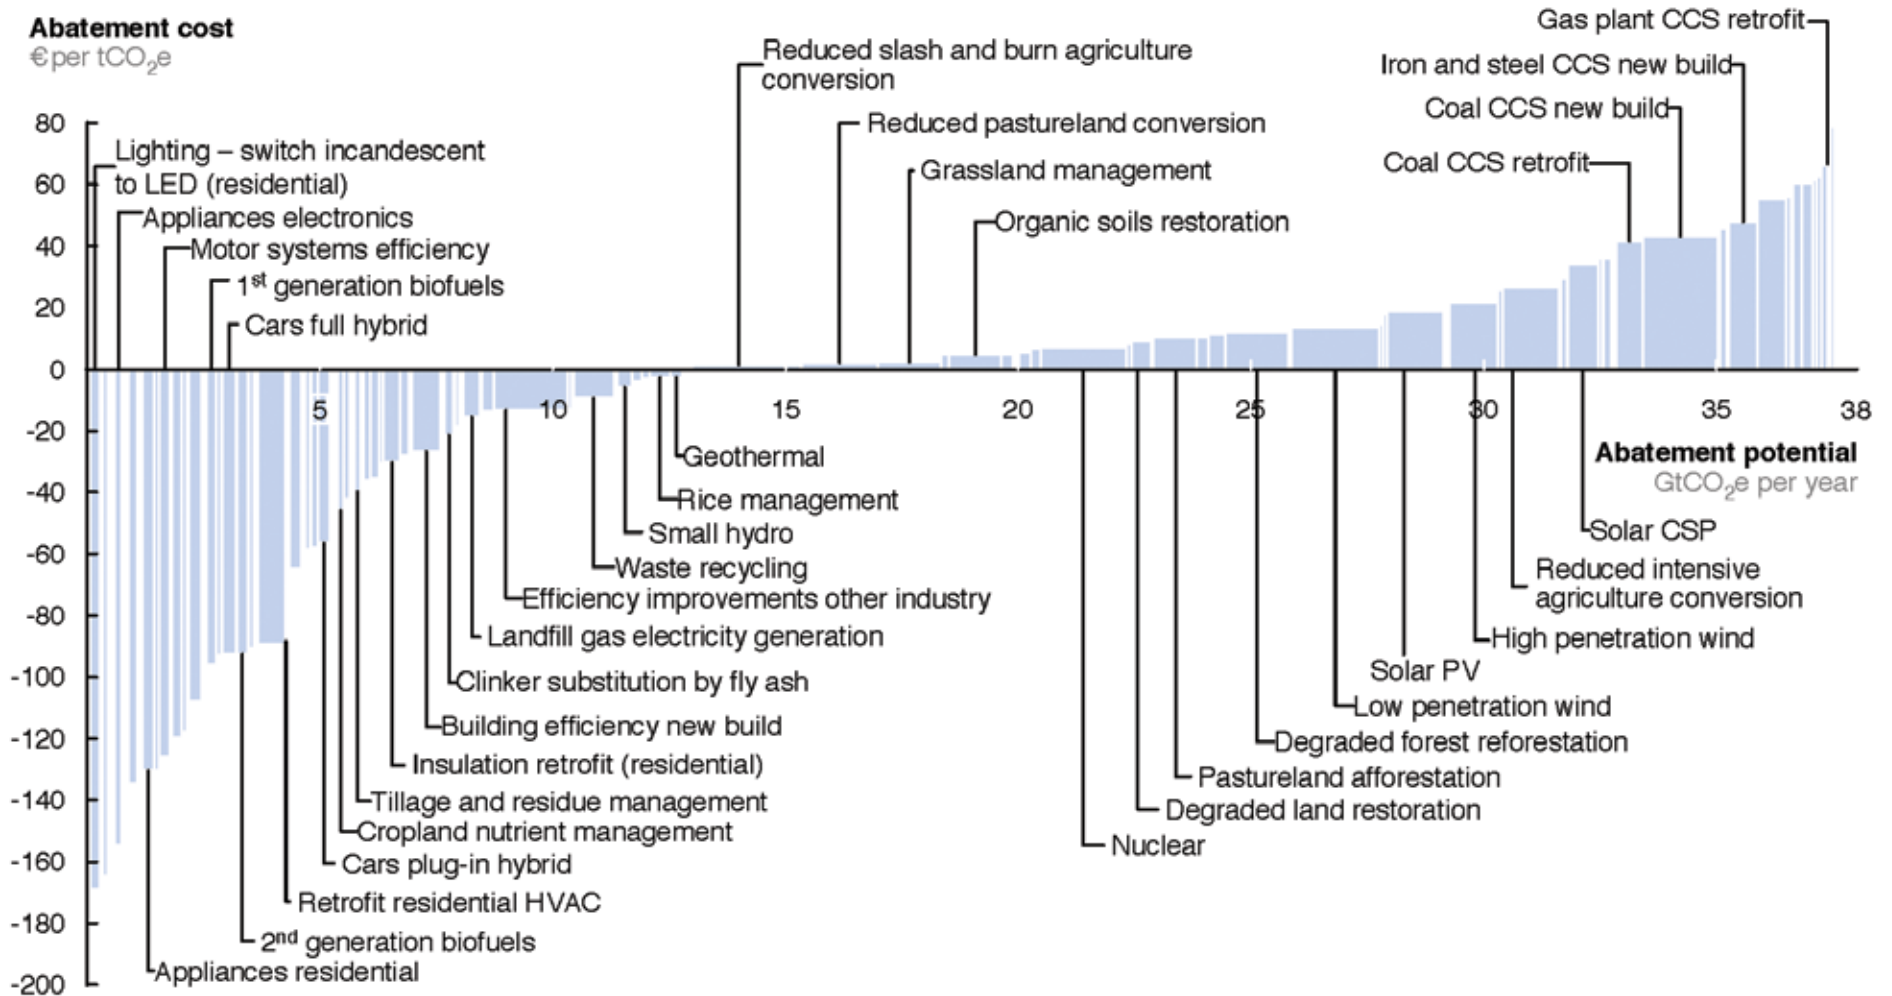 Abatement cost
€ per tCO₂e
Gas plant CCS retrofit
Iron and steel CCS new build
Coal CCS new build
Coal CCS retrofit
Reduced slash and burn agriculture
conversion
Reduced pastureland conversion
Grassland management
Organic soils restoration
Lighting – switch incandescent
to LED (residential)
Appliances electronics
Motor systems efficiency
1st generation biofuels
Cars full hybrid
80
60
40
20
0
-20
-40
-60
-80
-100
-120
-140
-160
-180
-200
5
10
15
20
25
30
35
38
Abatement potential
GtCO₂e per year
Geothermal
Rice management
Small hydro
Waste recycling
Efficiency improvements other industry
Landfill gas electricity generation
Clinker substitution by fly ash
Building efficiency new build
Insulation retrofit (residential)
Tillage and residue management
Cropland nutrient management
Cars plug-in hybrid
Retrofit residential HVAC
2nd generation biofuels
Appliances residential
Solar CSP
Reduced intensive
agriculture conversion
High penetration wind
Solar PV
Low penetration wind
Degraded forest reforestation
Pastureland afforestation
Degraded land restoration
Nuclear